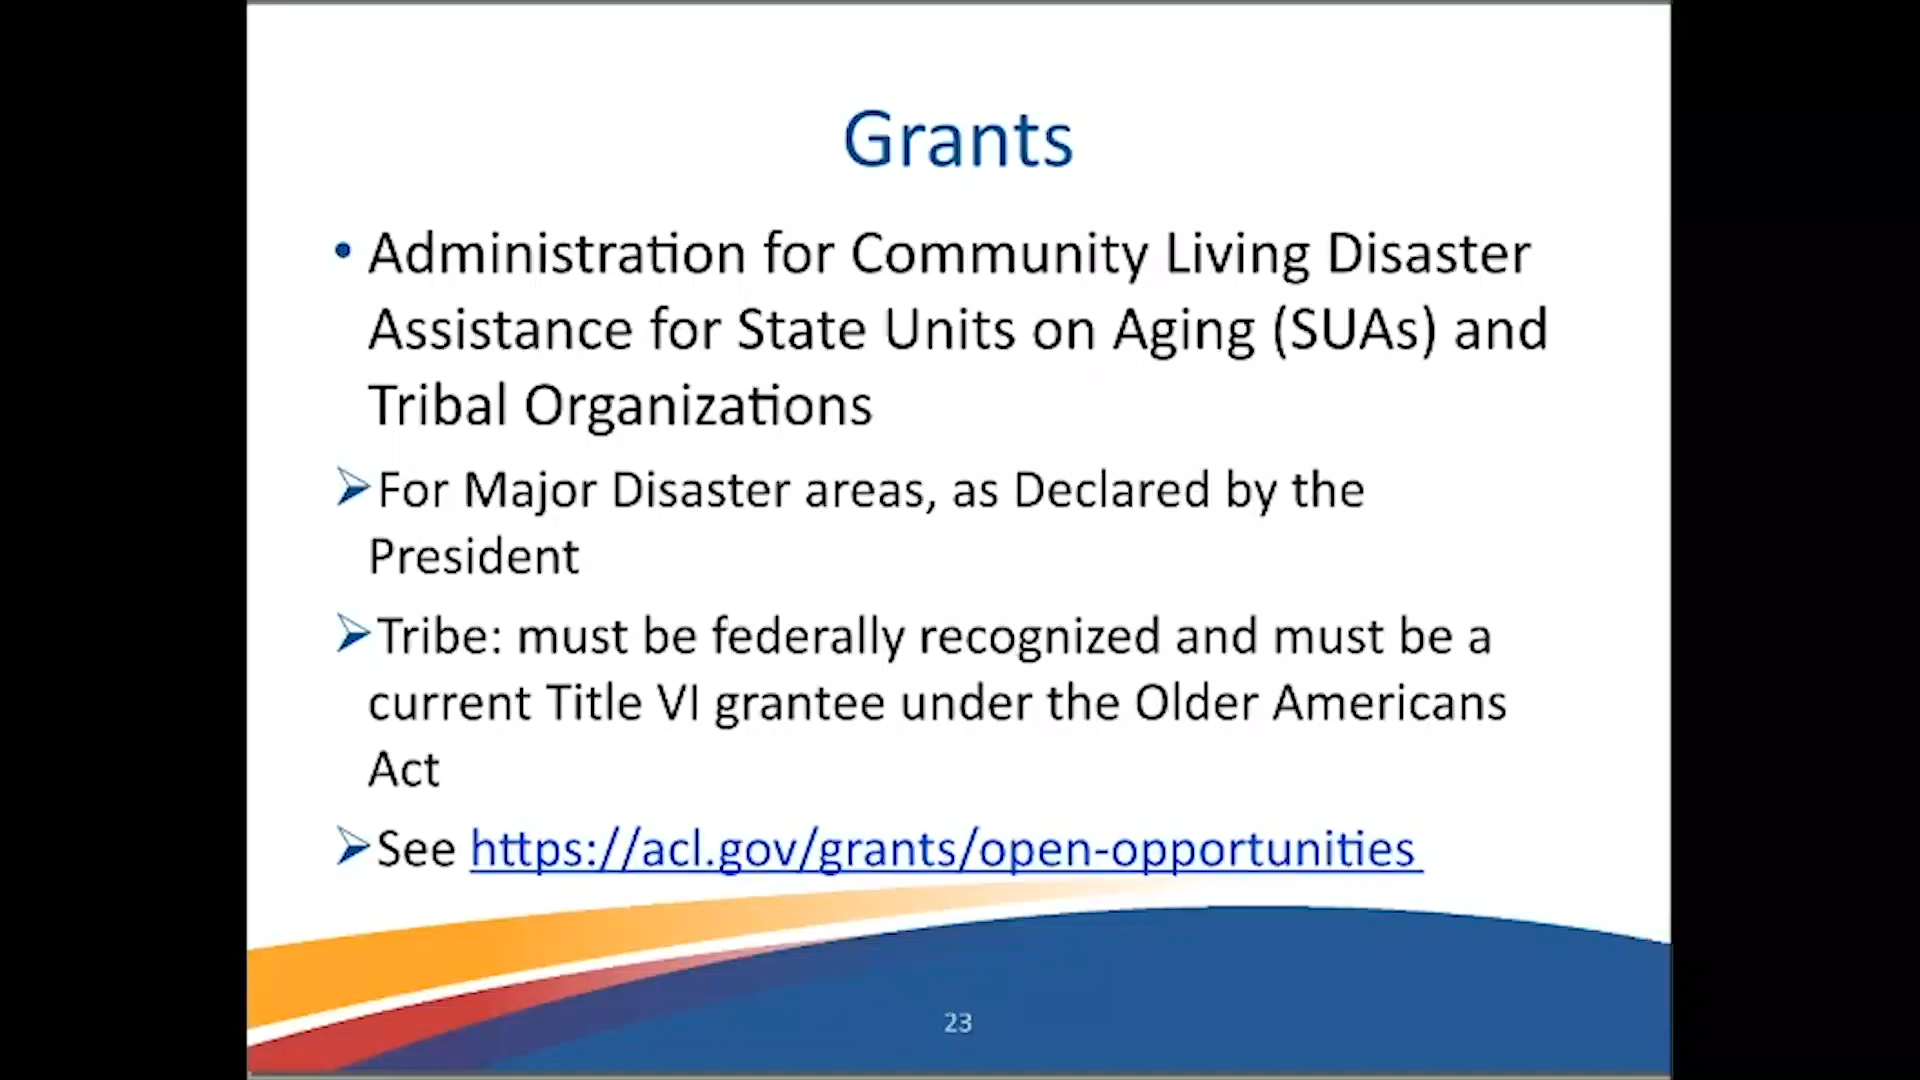 Grants
• Administration for Community Living Disaster
Assistance for State Units on Aging (SUAs) and
Tribal Organizations
➢For Major Disaster areas, as Declared by the
President
➢Tribe: must be federally recognized and must be a
current Title VI grantee under the Older Americans
Act
➢See https://acl.gov/grants/open-opportunities
23